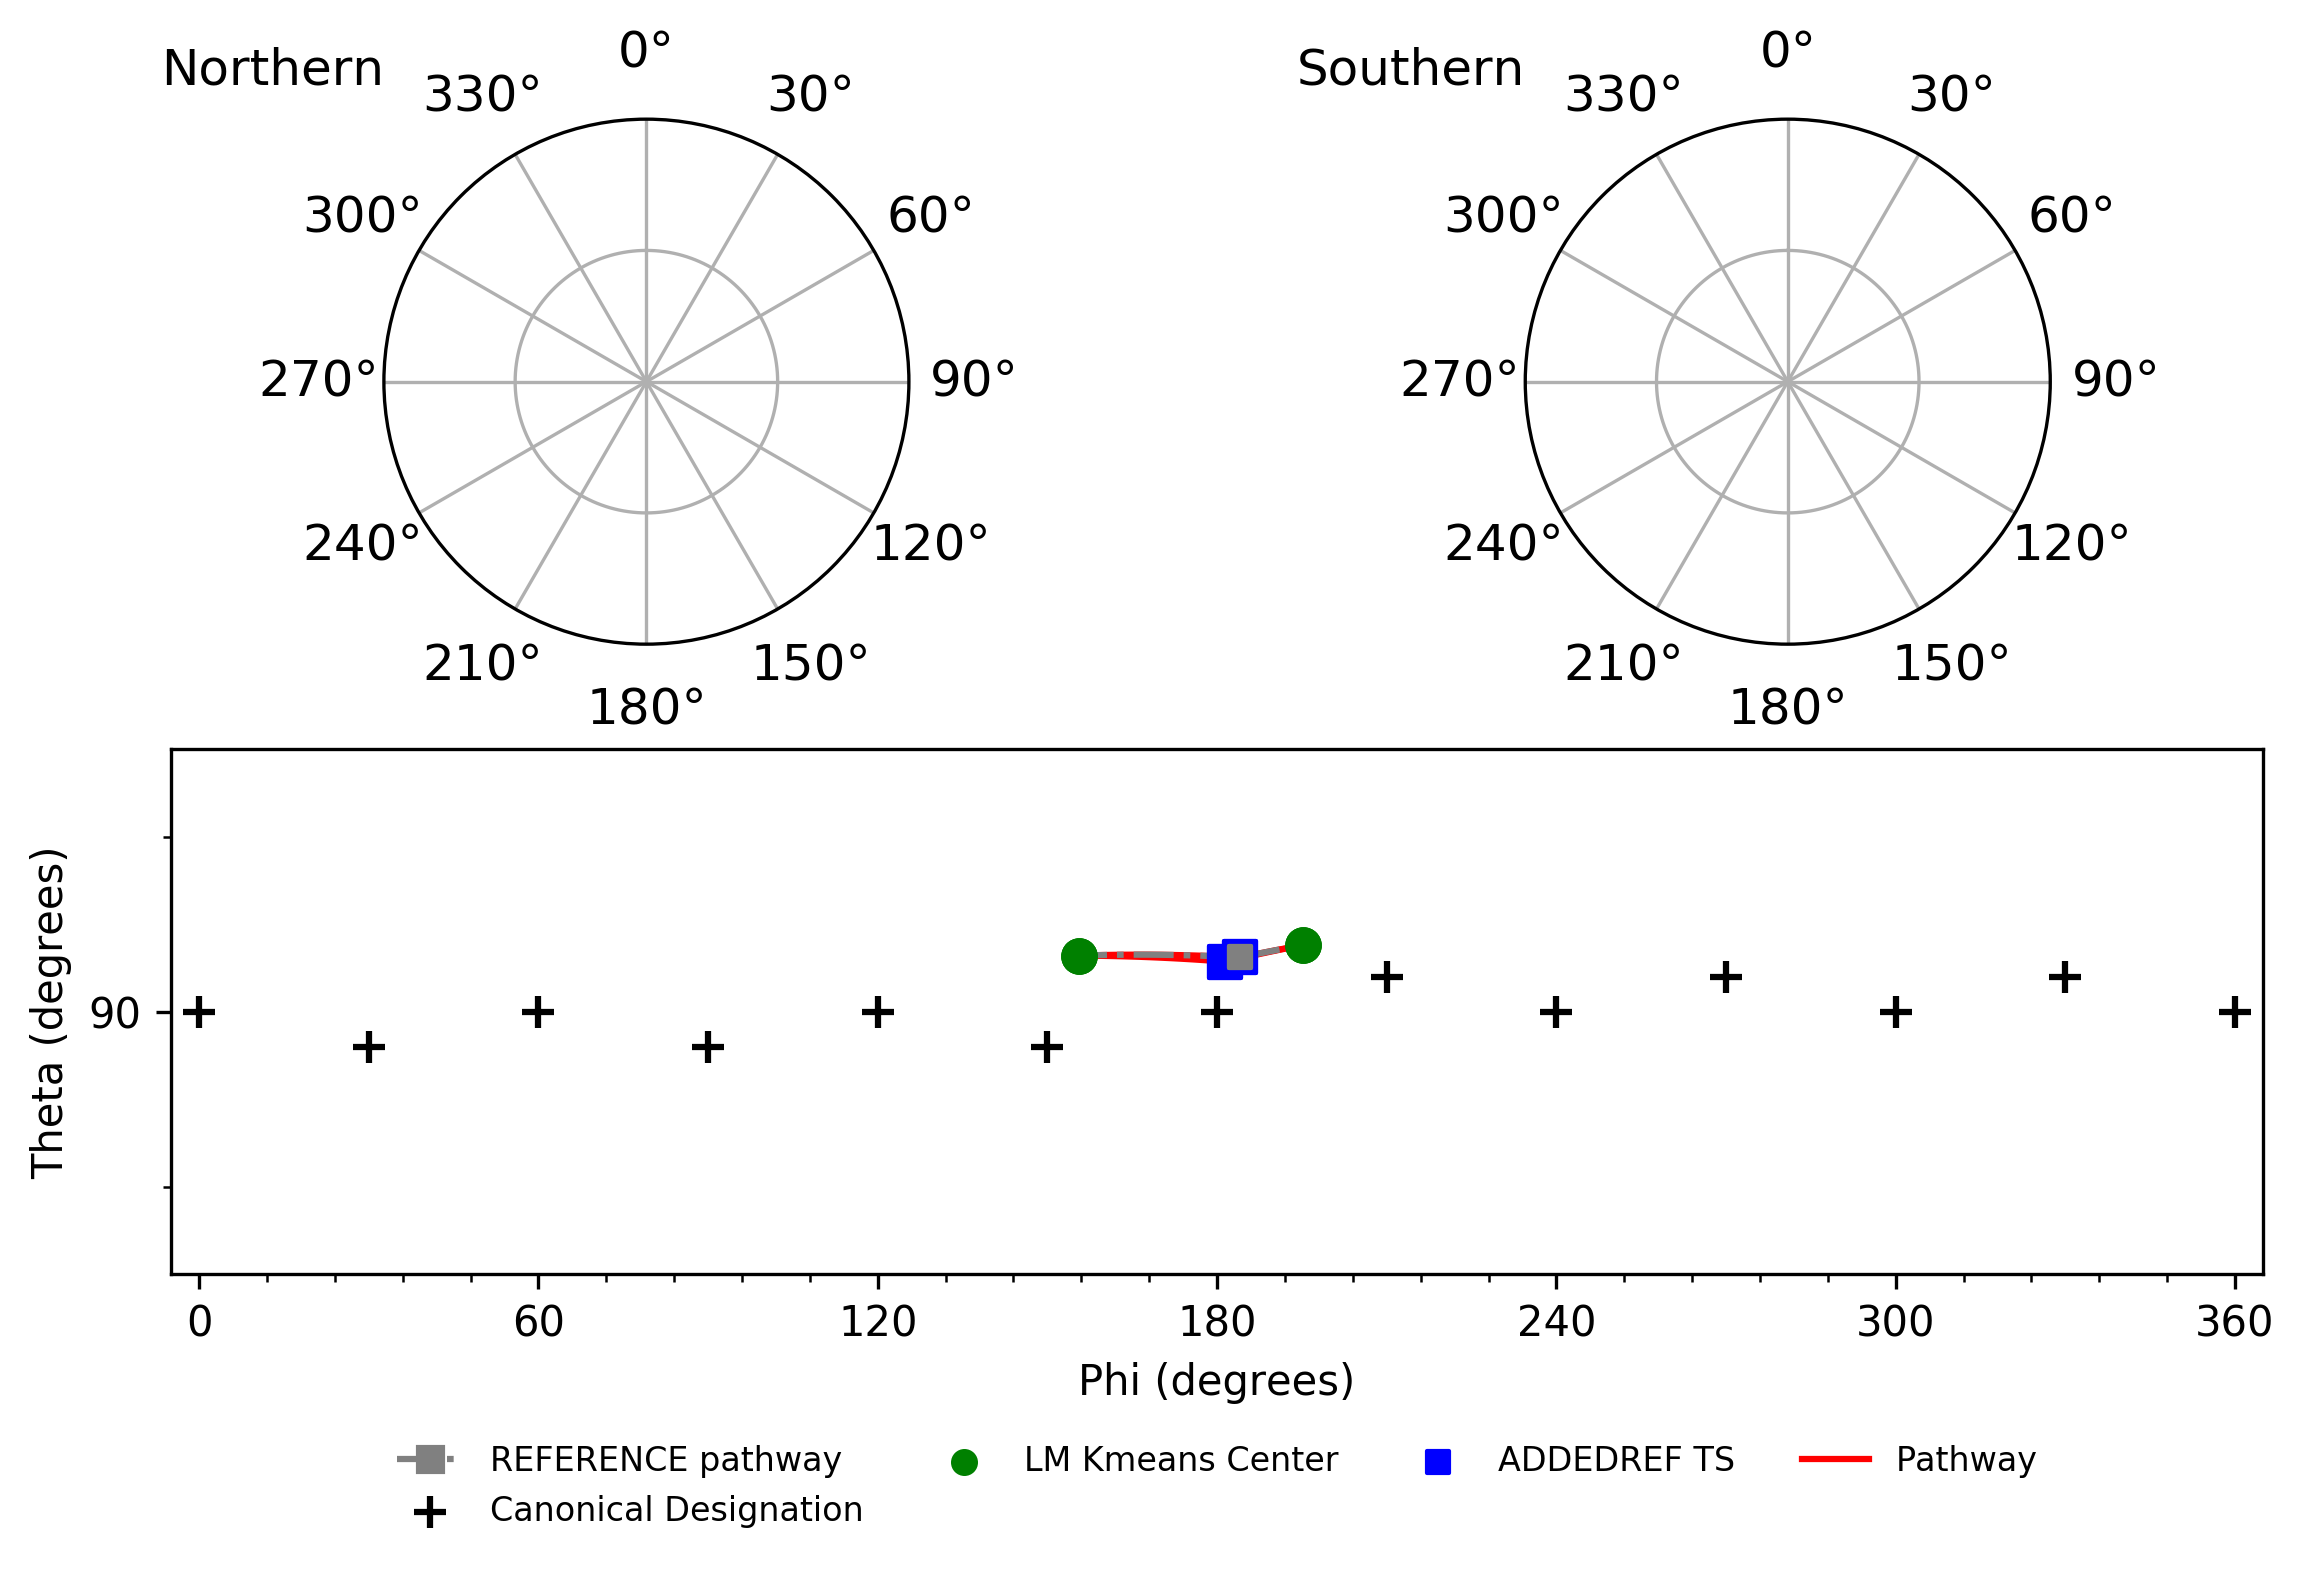 Northern
0°
330°
30°
300°
60°
270°
90°
240°
120°
210°
150°
180°
Southern
0°
330°
30°
300°
60°
270°
90°
240°
120°
210°
150°
180°
Theta (degrees)
90
0 60 120 180 240 300 360
Phi (degrees)
REFERENCE pathway
Canonical Designation
LM Kmeans Center
ADDEDREF TS
Pathway